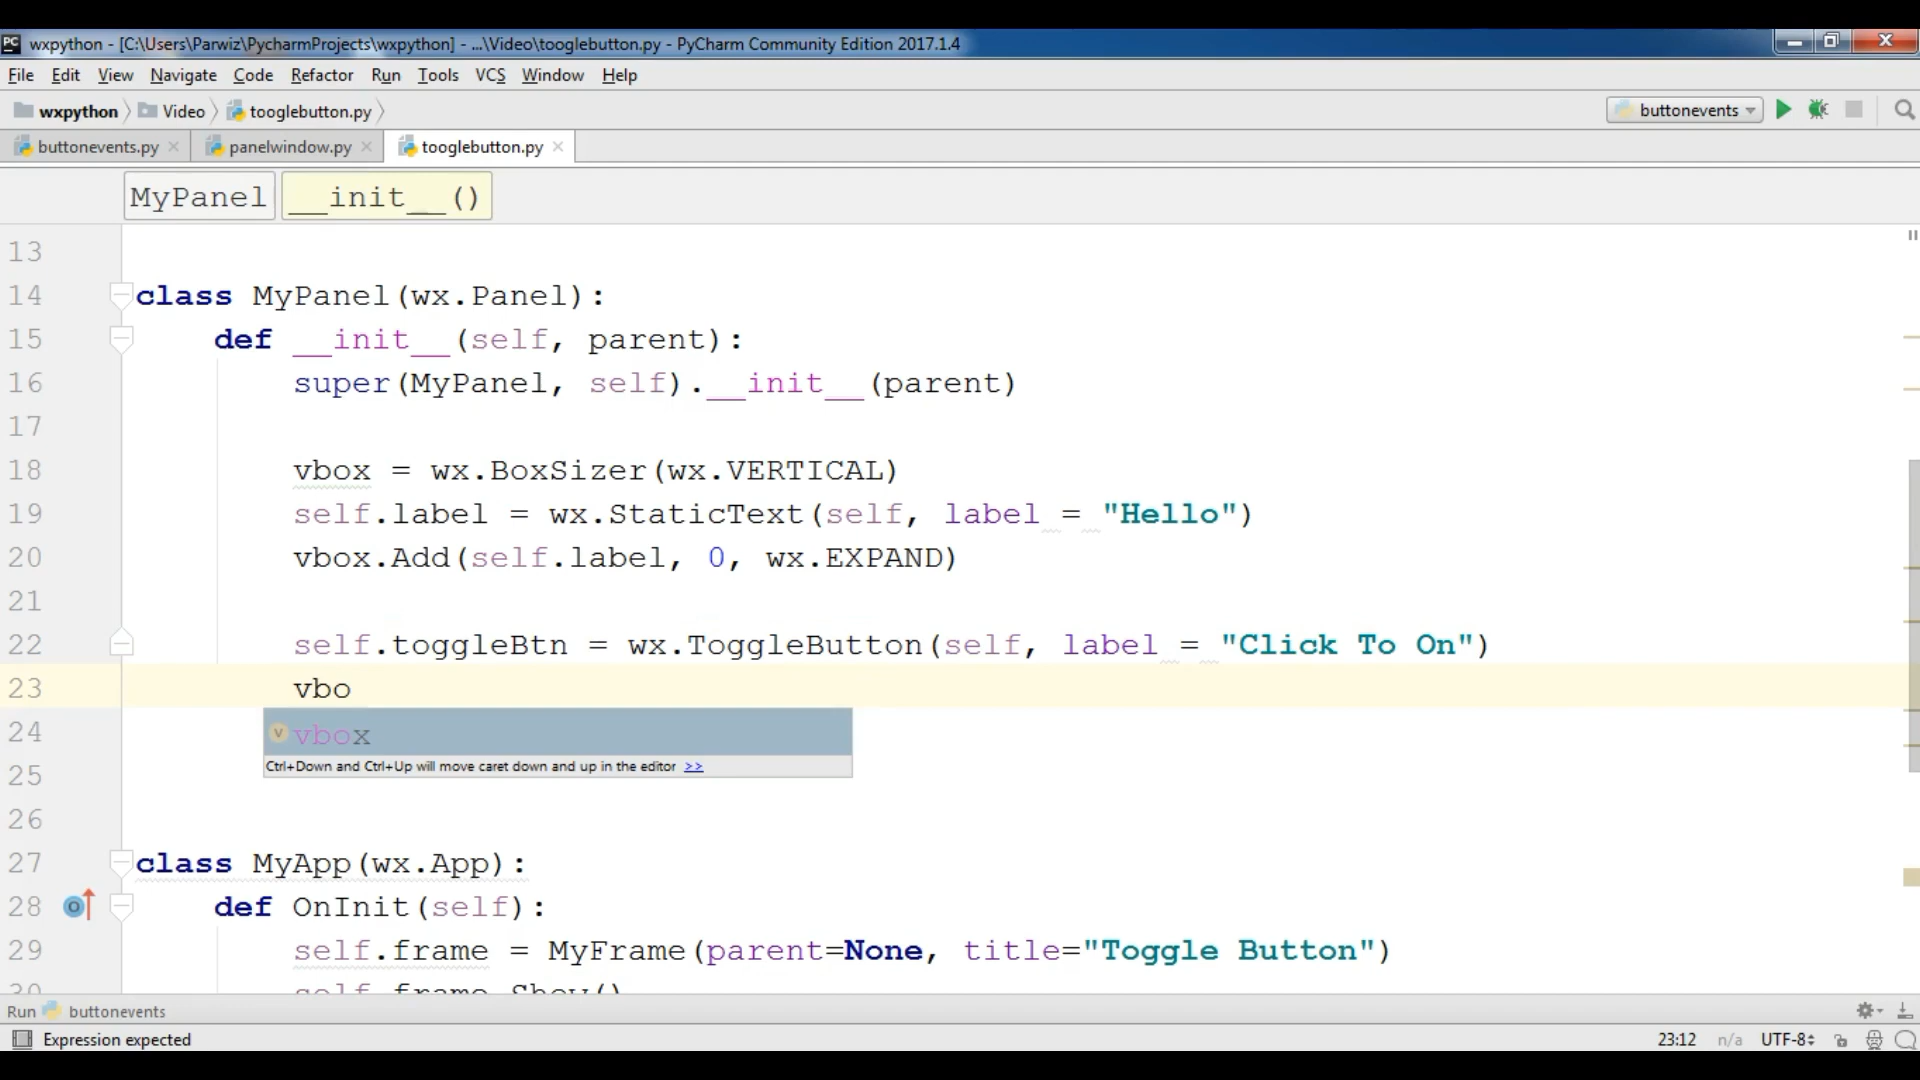 PC wxpython - [C:\Users\Parwiz\PycharmProjects\wxpython] - ...\Video\tooglebutton.py - PyCharm Community Edition 2017.1.4
File Edit View Navigate Code Refactor Run Tools VCS Window Help
wxpython Video tooglebutton.py buttonevents
buttonevents.py panelwindow.py tooglebutton.py
MyPanel __init__()
13
14 class MyPanel(wx.Panel):
15 def __init__(self, parent):
16 super(MyPanel, self).__init__(parent)
17
18 vbox = wx.BoxSizer(wx.VERTICAL)
19 self.label = wx.StaticText(self, label = "Hello")
20 vbox.Add(self.label, 0, wx.EXPAND)
21
22 self.toggleBtn = wx.ToggleButton(self, label = "Click To On")
23 vbo
24 v vbox
Ctrl+Down and Ctrl+Up will move caret down and up in the editor >>
25
26
27 class MyApp(wx.App):
28 def OnInit(self):
29 self.frame = MyFrame(parent=None, title="Toggle Button")
30 self.frame.Show()
Run buttonevents
Expression expected 23:12 n/a UTF-8